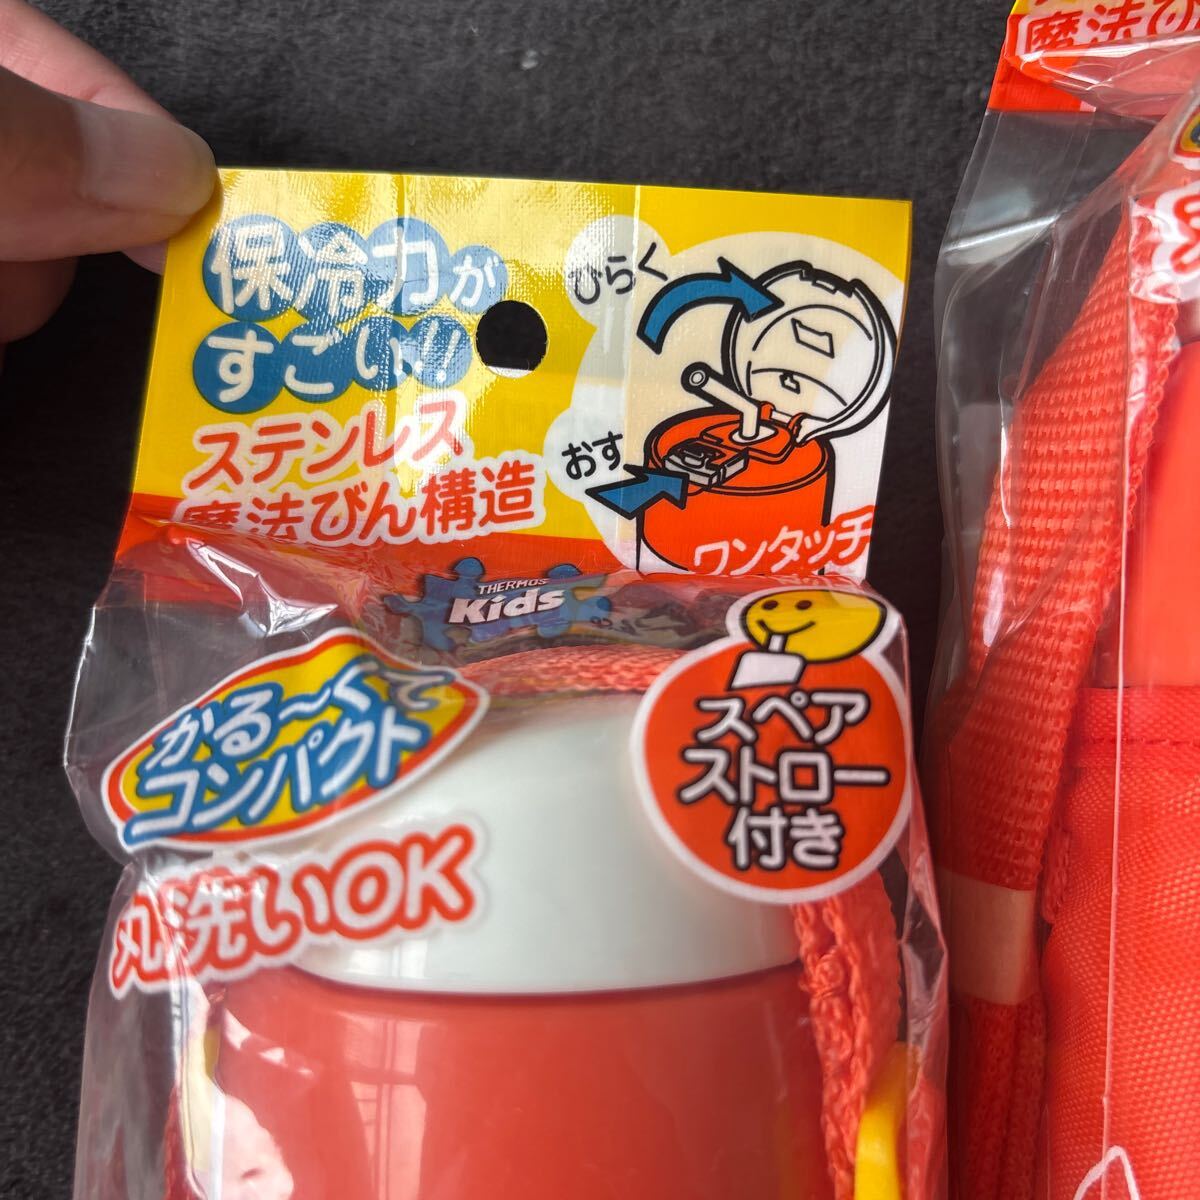 保冷力が
すごい!!
ステンレス
魔法びん構造
ひらく
おす
ワンタッチ
THERMOS
Kids
かる〜くて
コンパクト
丸洗いOK
スペア
ストロー
付き
魔法び